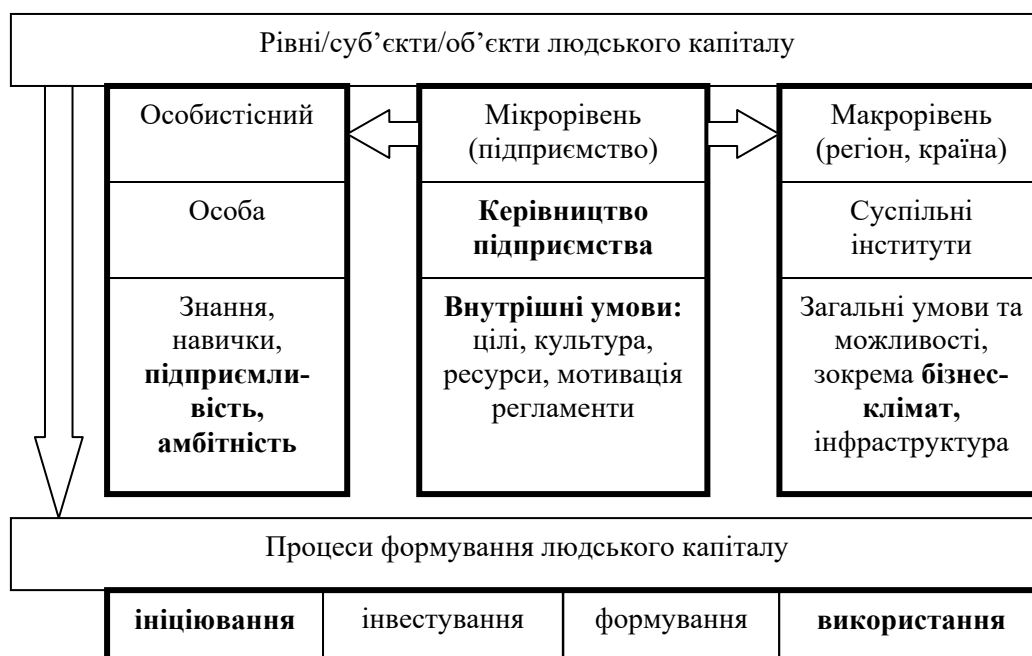 Рівні/суб’єкти/об’єкти людського капіталу
Особистісний
Мікрорівень
(підприємство)
Макрорівень
(регіон, країна)
Особа
Керівництво
підприємства
Суспільні
інститути
Знання,
навички,
підприємли-
вість,
амбітність
Внутрішні умови:
цілі, культура,
ресурси, мотивація
регламенти
Загальні умови та
можливості,
зокрема бізнес-
клімат,
інфраструктура
Процеси формування людського капіталу
ініціювання
інвестування
формування
використання